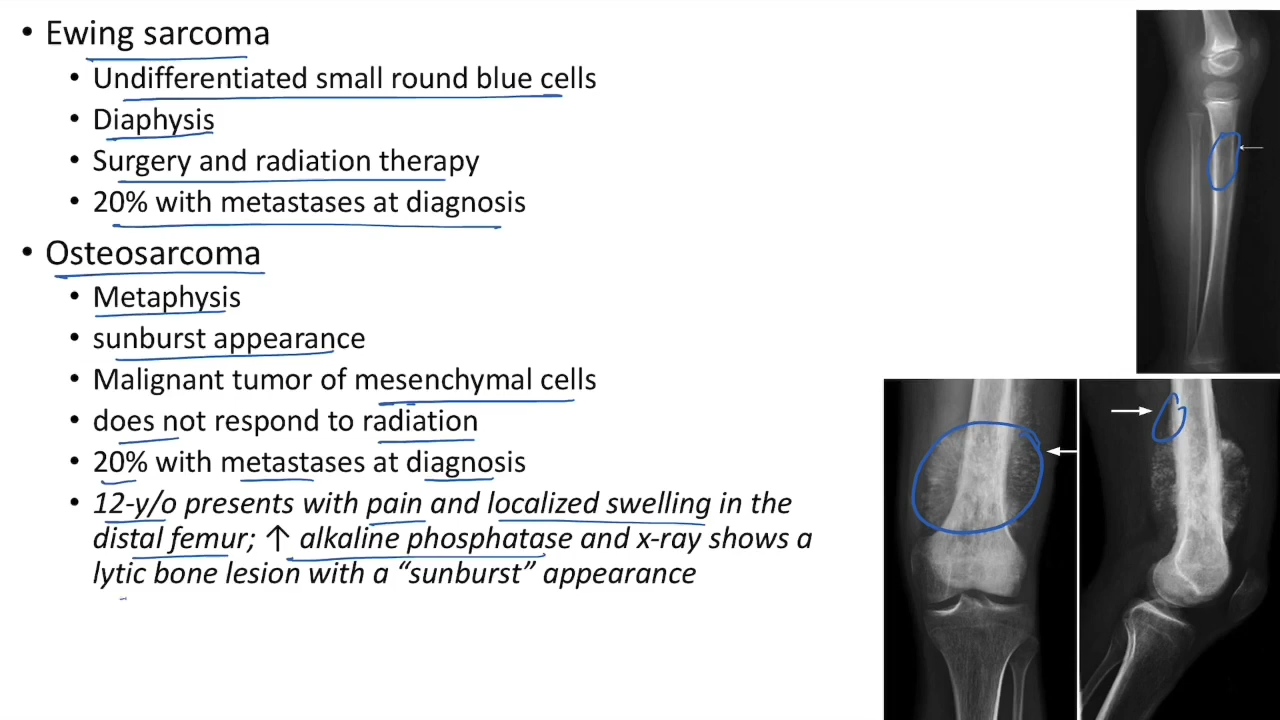 • Ewing sarcoma
• Undifferentiated small round blue cells
• Diaphysis
• Surgery and radiation therapy
• 20% with metastases at diagnosis
• Osteosarcoma
• Metaphysis
• sunburst appearance
• Malignant tumor of mesenchymal cells
• does not respond to radiation
• 20% with metastases at diagnosis
• 12-y/o presents with pain and localized swelling in the
distal femur; ↑ alkaline phosphatase and x-ray shows a
lytic bone lesion with a “sunburst” appearance